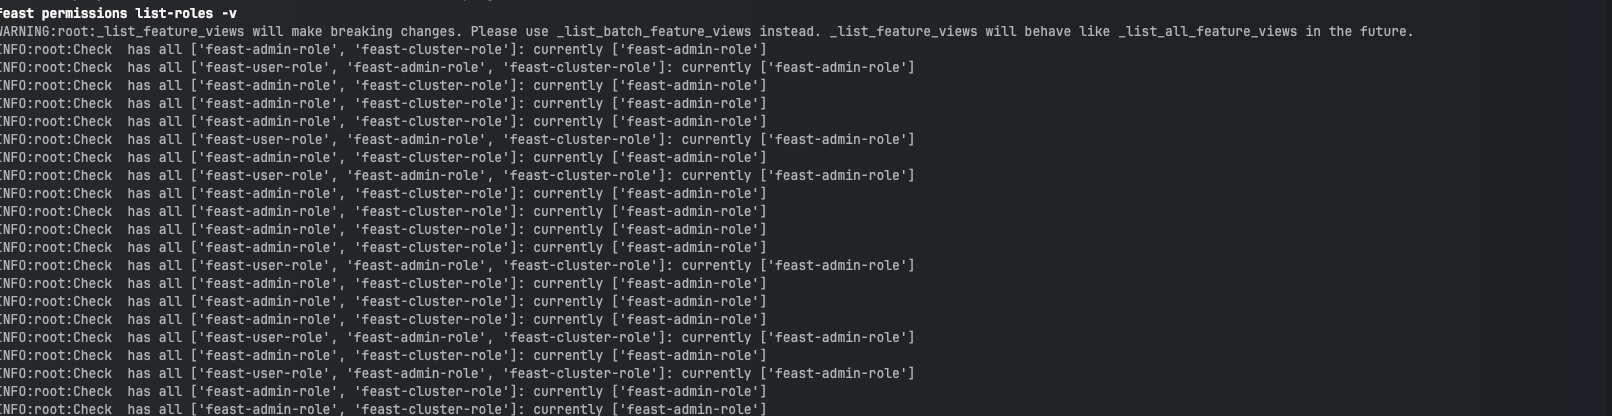 feast permissions list-roles -v
WARNING:root:_list_feature_views will make breaking changes. Please use _list_batch_feature_views instead. _list_feature_views will behave like _list_all_feature_views in the future.
INFO:root:Check  has all ['feast-admin-role', 'feast-cluster-role']: currently ['feast-admin-role']
INFO:root:Check  has all ['feast-user-role', 'feast-admin-role', 'feast-cluster-role']: currently ['feast-admin-role']
INFO:root:Check  has all ['feast-admin-role', 'feast-cluster-role']: currently ['feast-admin-role']
INFO:root:Check  has all ['feast-admin-role', 'feast-cluster-role']: currently ['feast-admin-role']
INFO:root:Check  has all ['feast-admin-role', 'feast-cluster-role']: currently ['feast-admin-role']
INFO:root:Check  has all ['feast-user-role', 'feast-admin-role', 'feast-cluster-role']: currently ['feast-admin-role']
INFO:root:Check  has all ['feast-admin-role', 'feast-cluster-role']: currently ['feast-admin-role']
INFO:root:Check  has all ['feast-user-role', 'feast-admin-role', 'feast-cluster-role']: currently ['feast-admin-role']
INFO:root:Check  has all ['feast-admin-role', 'feast-cluster-role']: currently ['feast-admin-role']
INFO:root:Check  has all ['feast-admin-role', 'feast-cluster-role']: currently ['feast-admin-role']
INFO:root:Check  has all ['feast-admin-role', 'feast-cluster-role']: currently ['feast-admin-role']
INFO:root:Check  has all ['feast-admin-role', 'feast-cluster-role']: currently ['feast-admin-role']
INFO:root:Check  has all ['feast-user-role', 'feast-admin-role', 'feast-cluster-role']: currently ['feast-admin-role']
INFO:root:Check  has all ['feast-admin-role', 'feast-cluster-role']: currently ['feast-admin-role']
INFO:root:Check  has all ['feast-admin-role', 'feast-cluster-role']: currently ['feast-admin-role']
INFO:root:Check  has all ['feast-admin-role', 'feast-cluster-role']: currently ['feast-admin-role']
INFO:root:Check  has all ['feast-user-role', 'feast-admin-role', 'feast-cluster-role']: currently ['feast-admin-role']
INFO:root:Check  has all ['feast-admin-role', 'feast-cluster-role']: currently ['feast-admin-role']
INFO:root:Check  has all ['feast-user-role', 'feast-admin-role', 'feast-cluster-role']: currently ['feast-admin-role']
INFO:root:Check  has all ['feast-admin-role', 'feast-cluster-role']: currently ['feast-admin-role']
INFO:root:Check  has all ['feast-admin-role', 'feast-cluster-role']: currently ['feast-admin-role']